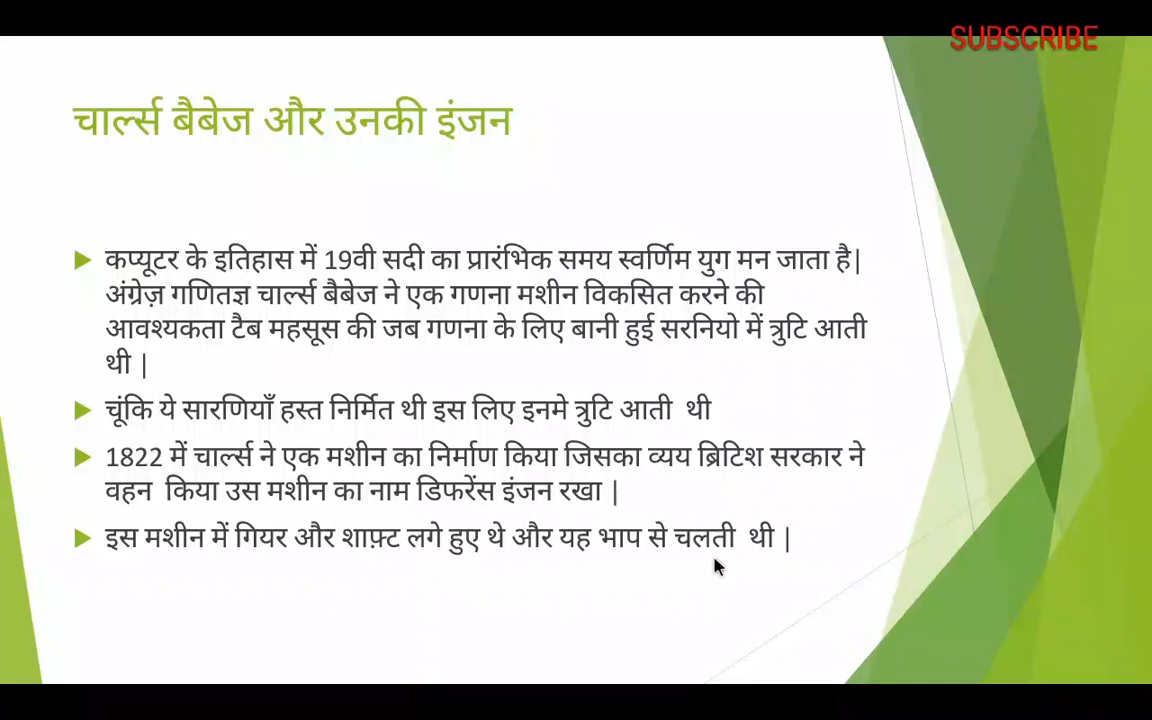 SUBSCRIBE
चार्ल्स बैबेज और उनकी इंजन
कप्यूटर के इतिहास में 19वी सदी का प्रारंभिक समय स्वर्णिम युग मन जाता है|
अंग्रेज़ गणितज्ञ चार्ल्स बैबेज ने एक गणना मशीन विकसित करने की
आवश्यकता टैब महसूस की जब गणना के लिए बानी हुई सरनियो में त्रुटि आती
थी |
चूंकि ये सारणियाँ हस्त निर्मित थी इस लिए इनमे त्रुटि आती थी
1822 में चार्ल्स ने एक मशीन का निर्माण किया जिसका व्यय ब्रिटिश सरकार ने
वहन किया उस मशीन का नाम डिफरेंस इंजन रखा |
इस मशीन में गियर और शाफ़्ट लगे हुए थे और यह भाप से चलती थी |